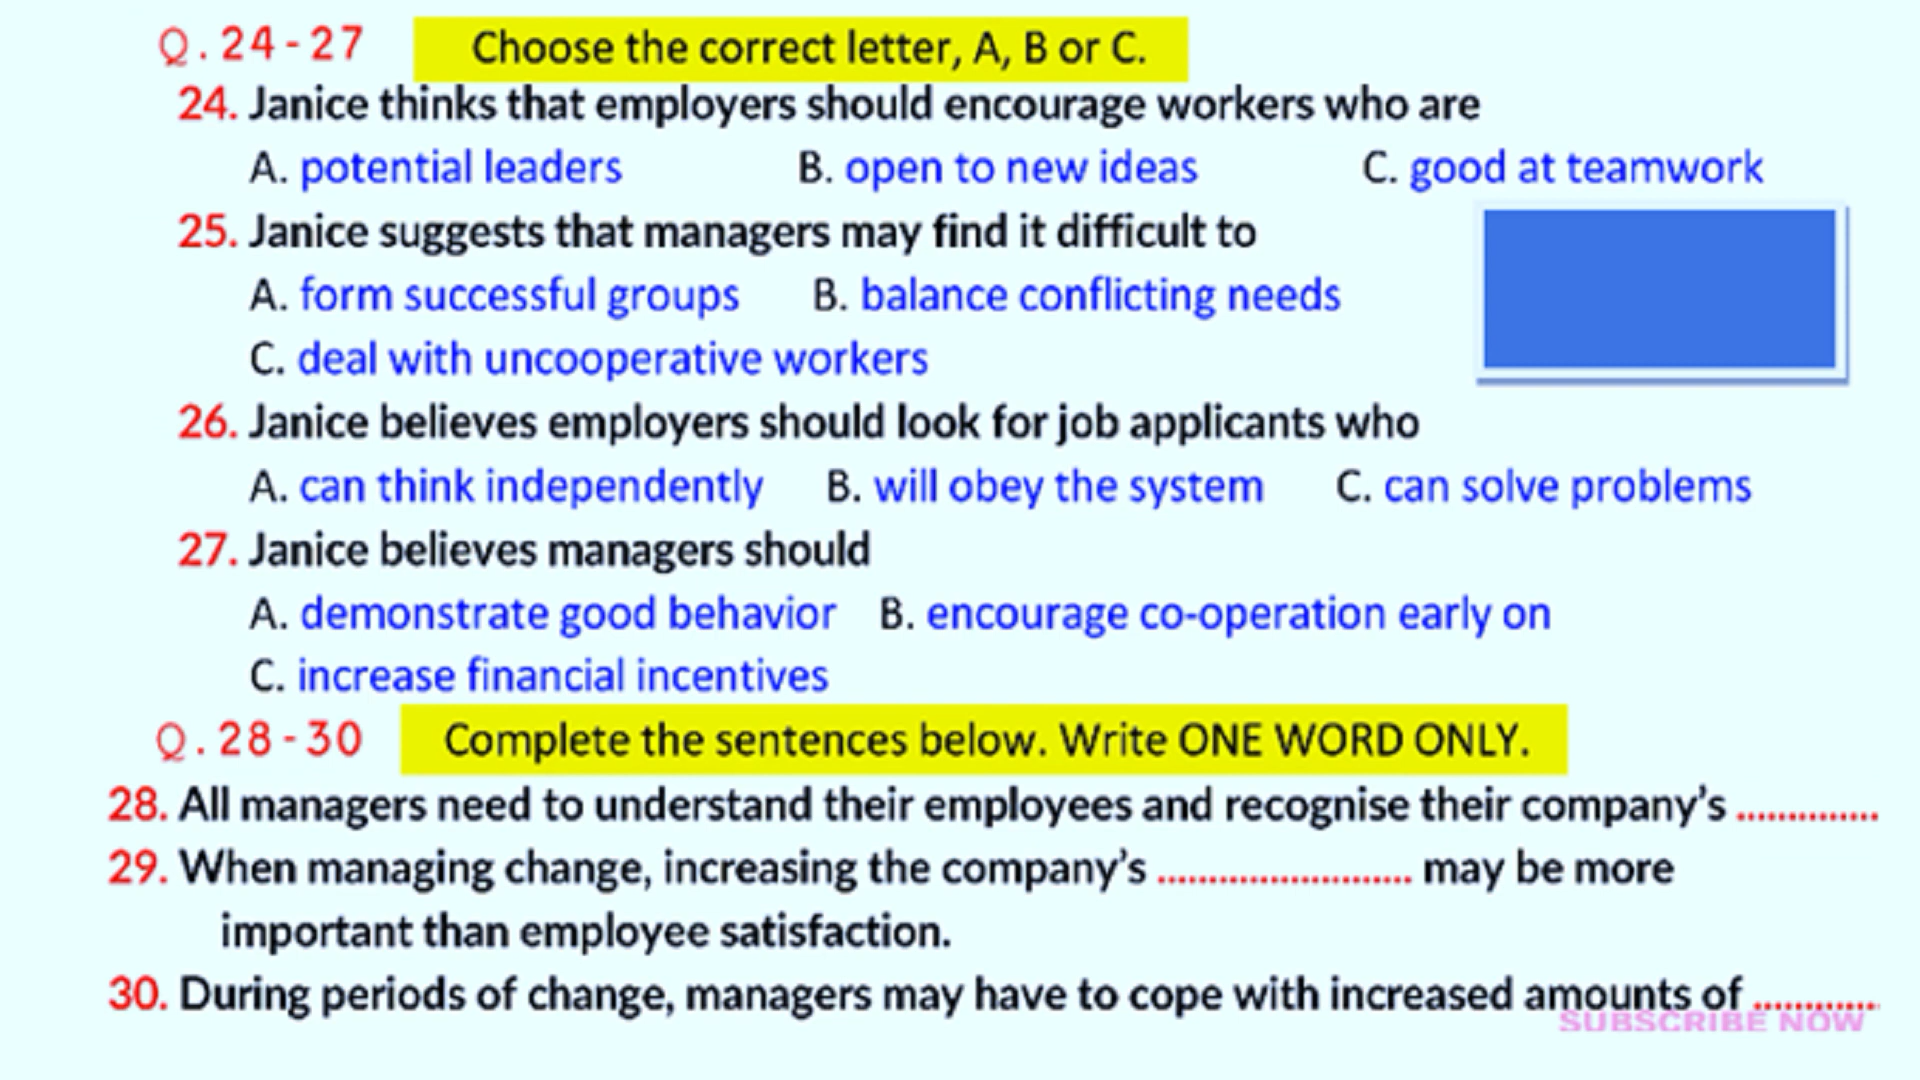 Q.24-27 Choose the correct letter, A, B or C.
24. Janice thinks that employers should encourage workers who are
A. potential leaders B. open to new ideas C. good at teamwork
25. Janice suggests that managers may find it difficult to
A. form successful groups B. balance conflicting needs
C. deal with uncooperative workers
26. Janice believes employers should look for job applicants who
A. can think independently B. will obey the system C. can solve problems
27. Janice believes managers should
A. demonstrate good behavior B. encourage co-operation early on
C. increase financial incentives
Q.28-30 Complete the sentences below. Write ONE WORD ONLY.
28. All managers need to understand their employees and recognise their company’s ..............
29. When managing change, increasing the company’s ......................... may be more
important than employee satisfaction.
30. During periods of change, managers may have to cope with increased amounts of .............
SUBSCRIBE NOW